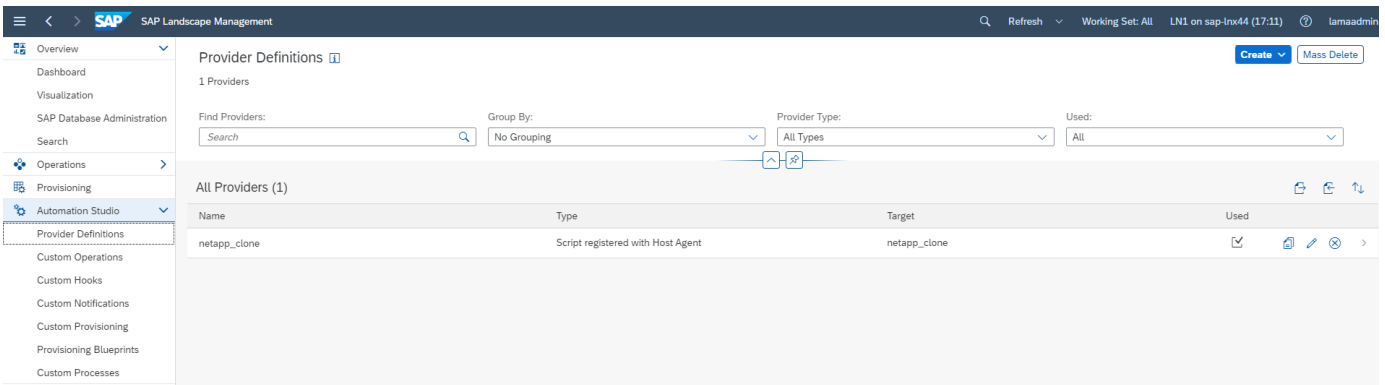 SAP SAP Landscape Management Refresh Working Set: All LN1 on sap-lnx44 (17:11) lamaadmin
Overview
Dashboard
Visualization
SAP Database Administration
Search
Operations
Provisioning
Automation Studio
Provider Definitions
Custom Operations
Custom Hooks
Custom Notifications
Custom Provisioning
Provisioning Blueprints
Custom Processes
Provider Definitions
Create Mass Delete
1 Providers
Find Providers: Group By: Provider Type: Used:
Search No Grouping All Types All
All Providers (1)
Name Type Target Used
netapp_clone Script registered with Host Agent netapp_clone